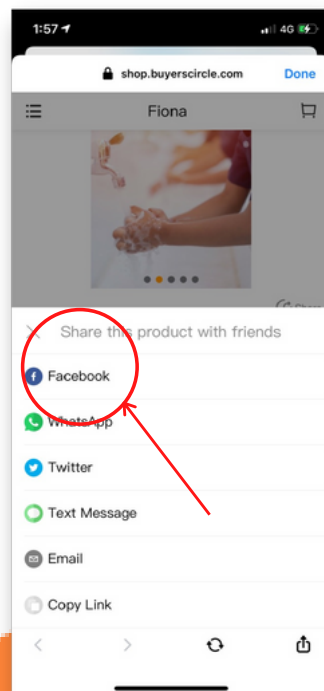 1:57
4G
shop.buyerscircle.com
Done
Fiona
Share this product with friends
Facebook
WhatsApp
Twitter
Text Message
Email
Copy Link